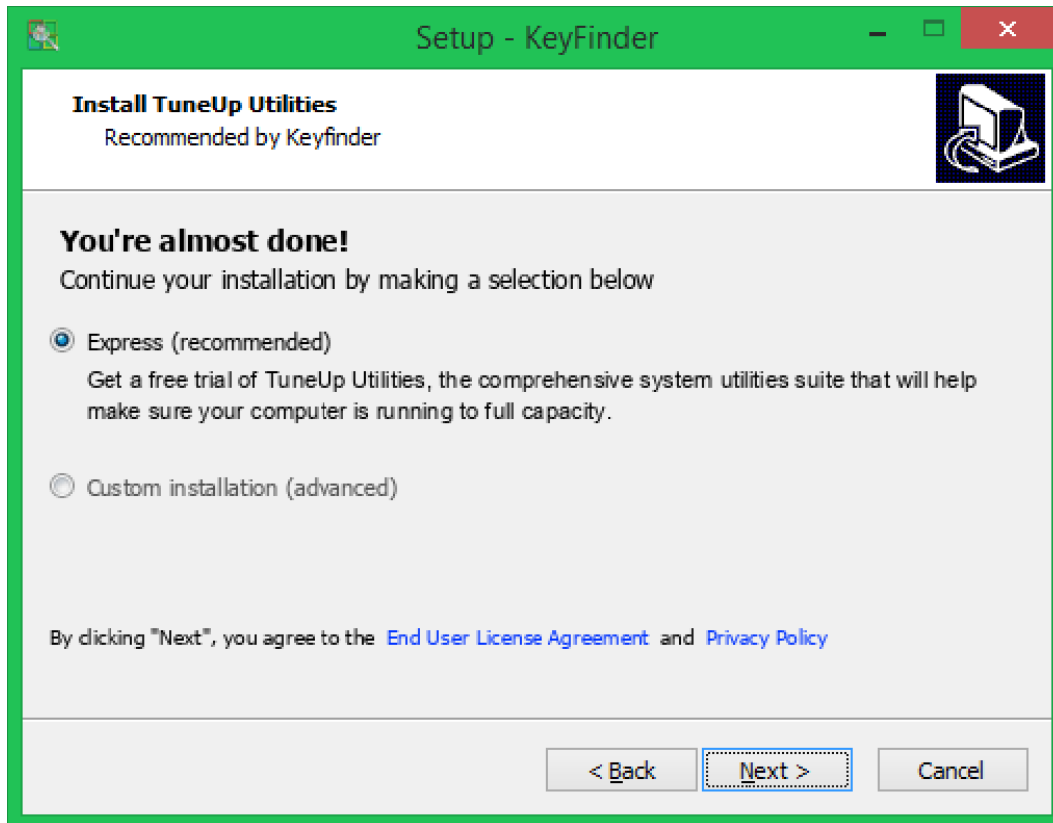 Setup - KeyFinder
Install TuneUp Utilities
Recommended by Keyfinder
You're almost done!
Continue your installation by making a selection below
Express (recommended)
Get a free trial of TuneUp Utilities, the comprehensive system utilities suite that will help
make sure your computer is running to full capacity.
Custom installation (advanced)
By clicking "Next", you agree to the End User License Agreement and Privacy Policy
< Back Next > Cancel